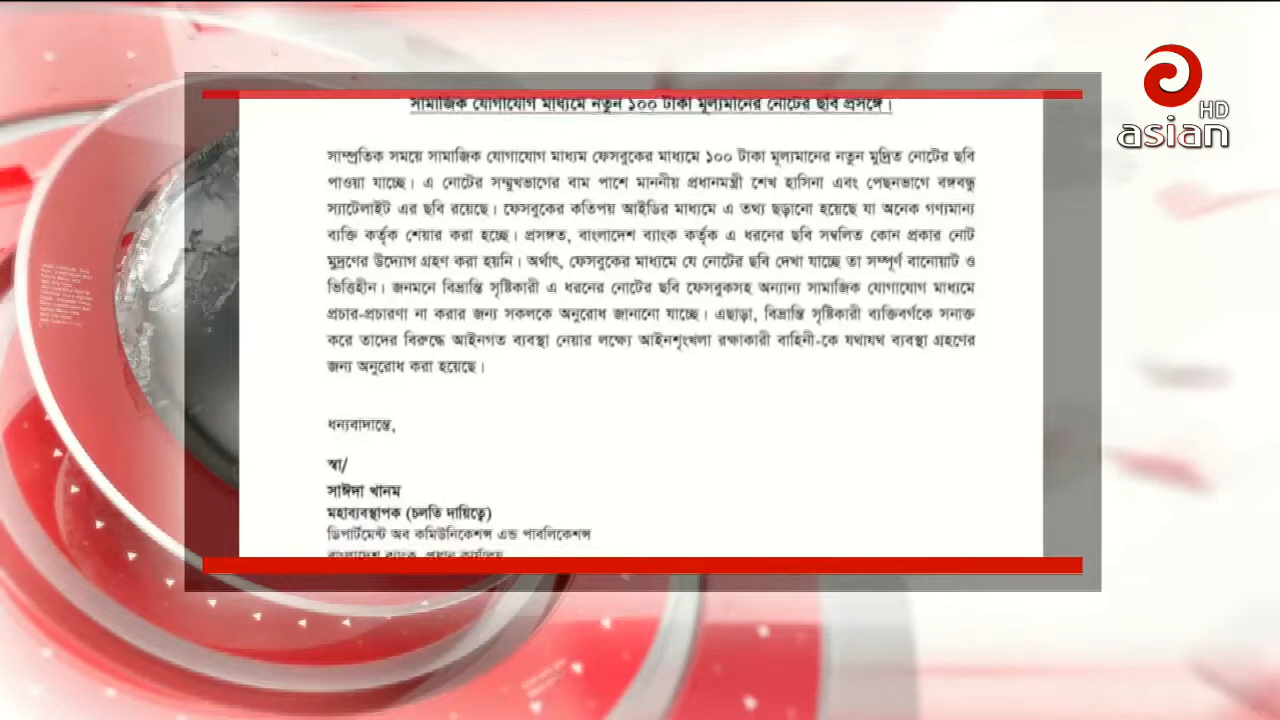 সামাজিক যোগাযোগ মাধ্যমে নতুন ১০০ টাকা মূল্যমানের নোটের ছবি প্রসঙ্গে।
HD
asian
সাম্প্রতিক সময়ে সামাজিক যোগাযোগ মাধ্যম ফেসবুকের মাধ্যমে ১০০ টাকা মূল্যমানের নতুন মুদ্রিত নোটের ছবি
পাওয়া যাচ্ছে। এ নোটের সম্মুখভাগের বাম পাশে মাননীয় প্রধানমন্ত্রী শেখ হাসিনা এবং পেছনভাগে বঙ্গবন্ধু
স্যাটেলাইট এর ছবি রয়েছে। ফেসবুকের কতিপয় আইডির মাধ্যমে এ তথ্য ছড়ানো হয়েছে যা অনেক গণ্যমান্য
ব্যক্তি কর্তৃক শেয়ার করা হচ্ছে। প্রসঙ্গত, বাংলাদেশ ব্যাংক কর্তৃক এ ধরনের ছবি সম্বলিত কোন প্রকার নোট
মুদ্রণের উদ্যোগ গ্রহণ করা হয়নি। অর্থাৎ, ফেসবুকের মাধ্যমে যে নোটের ছবি দেখা যাচ্ছে তা সম্পূর্ণ বানোয়াট ও
ভিত্তিহীন। জনমনে বিভ্রান্তি সৃষ্টিকারী এ ধরনের নোটের ছবি ফেসবুকসহ অন্যান্য সামাজিক যোগাযোগ মাধ্যমে
প্রচার-প্রচারণা না করার জন্য সকলকে অনুরোধ জানানো যাচ্ছে। এছাড়া, বিভ্রান্তি সৃষ্টিকারী ব্যক্তিবর্গকে সনাক্ত
করে তাদের বিরুদ্ধে আইনগত ব্যবস্থা নেয়ার লক্ষ্যে আইনশৃংখলা রক্ষাকারী বাহিনী-কে যথাযথ ব্যবস্থা গ্রহণের
জন্য অনুরোধ করা হয়েছে।
ধন্যবাদান্তে,
স্বা/
সাঈদা খানম
মহাব্যবস্থাপক (চলতি দায়িত্বে)
ডিপার্টমেন্ট অব কমিউনিকেশন্স এন্ড পাবলিকেশন্স
বাংলাদেশ ব্যাংক, প্রধান কার্যালয়